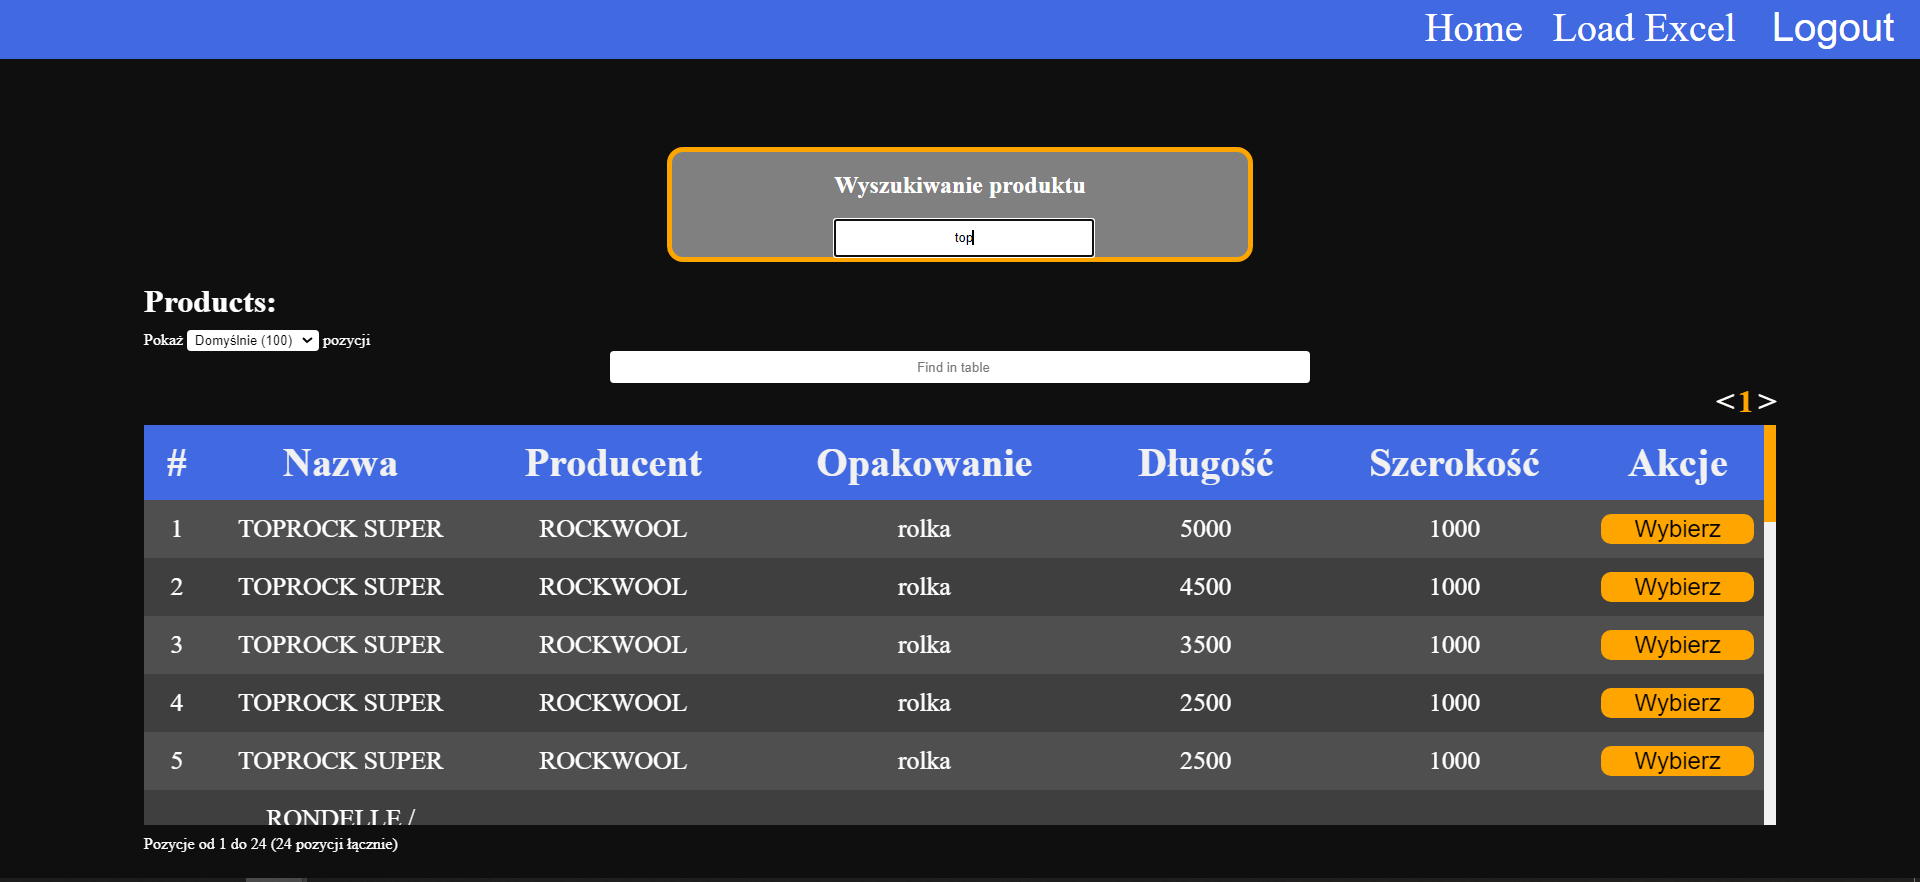 Home Load Excel Logout
Wyszukiwanie produktu
top
Products:
Pokaż Domyślnie (100) pozycji
Find in table
< 1 >
# Nazwa Producent Opakowanie Długość Szerokość Akcje
1 TOPROCK SUPER ROCKWOOL rolka 5000 1000 Wybierz
2 TOPROCK SUPER ROCKWOOL rolka 4500 1000 Wybierz
3 TOPROCK SUPER ROCKWOOL rolka 3500 1000 Wybierz
4 TOPROCK SUPER ROCKWOOL rolka 2500 1000 Wybierz
5 TOPROCK SUPER ROCKWOOL rolka 2500 1000 Wybierz
RONDELLE /
Pozycje od 1 do 24 (24 pozycji łącznie)